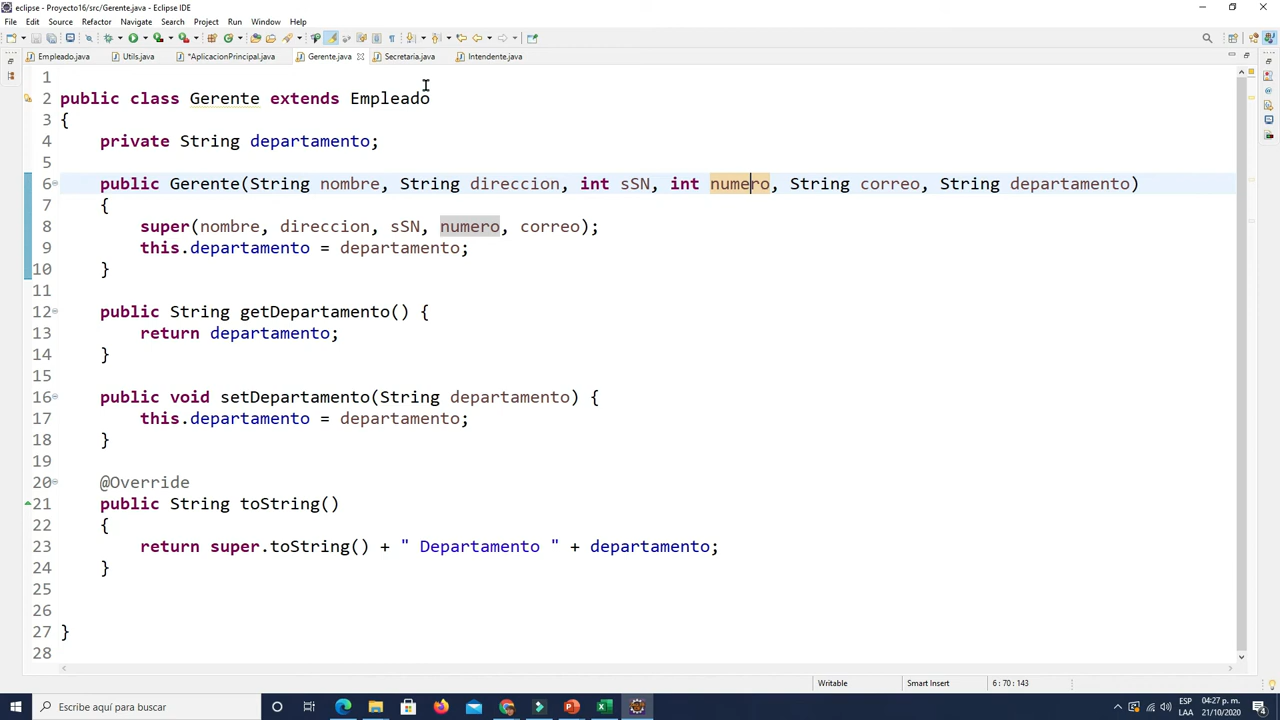 eclipse - Proyecto16/src/Gerente.java - Eclipse IDE
File Edit Source Refactor Navigate Search Project Run Window Help
Empleado.java Utils.java *AplicacionPrincipal.java Gerente.java Secretaria.java Intendente.java
1
2 public class Gerente extends Empleado
3 {
4 private String departamento;
5
6 public Gerente(String nombre, String direccion, int sSN, int numero, String correo, String departamento)
7 {
8 super(nombre, direccion, sSN, numero, correo);
9 this.departamento = departamento;
10 }
11
12 public String getDepartamento() {
13 return departamento;
14 }
15
16 public void setDepartamento(String departamento) {
17 this.departamento = departamento;
18 }
19
20 @Override
21 public String toString()
22 {
23 return super.toString() + " Departamento " + departamento;
24 }
25
26
27 }
28
Writable Smart Insert 6 : 70 : 143
Escribe aquí para buscar
ESP 04:27 p. m.
LAA 21/10/2020
4